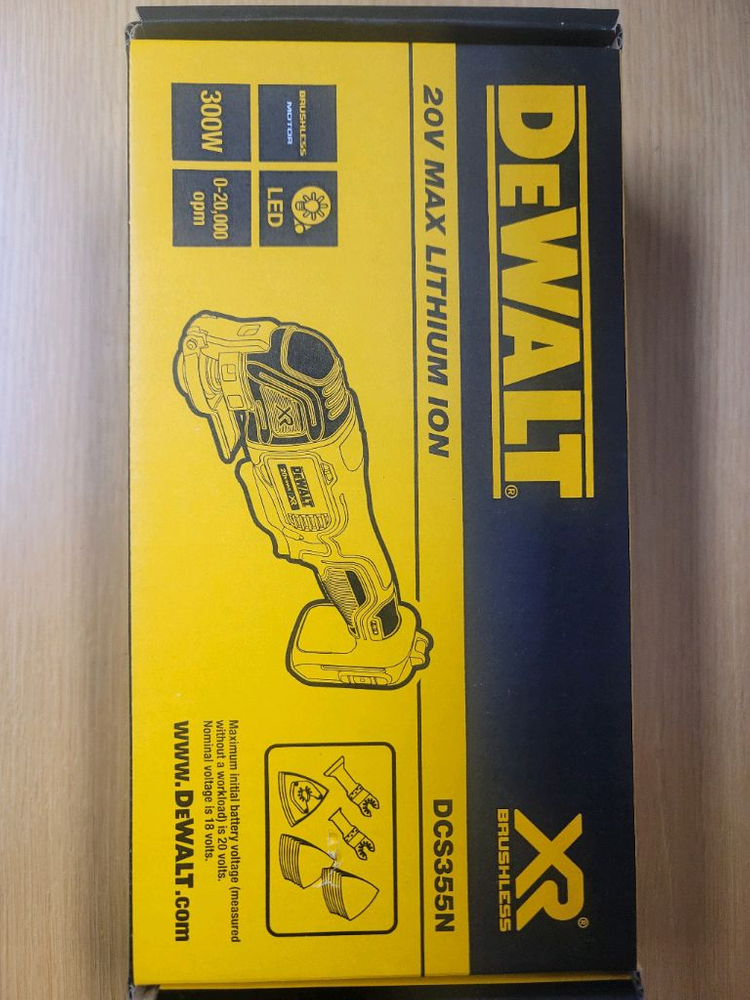 DEWALT®
XR®
BRUSHLESS
20V MAX LITHIUM ION
DCS355N
BRUSHLESS
MOTOR
LED
300W
0-20,000
opm
XR
DEWALT
Maximum initial battery voltage (measured
without a workload) is 20 volts.
Nominal voltage is 18 volts.
www.DEWALT.com